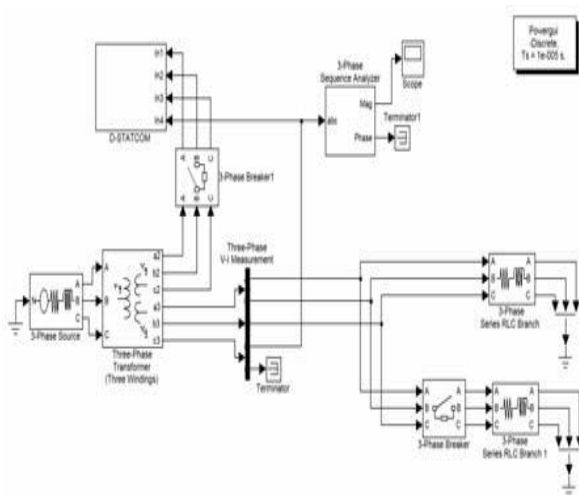 Powergui
-Discrete,
Ts = 1e-005 s.
In1
In2
In3
In4
D-STATCOM
3-Phase
Sequence Analyzer
abc
Mag
Phase
Scope
Terminator1
A
B
C
3-Phase Breaker1
A
B
C
Three-Phase
V-I Measurement
N
A
B
C
3-Phase Source
A
B
C
a2
b2
c2
a3
b3
c3
Three-Phase
Transformer
(Three Windings)
Terminator
A
B
C
A
B
C
3-Phase
Series RLC Branch
A
B
C
A
B
C
3-Phase Breaker
A
B
C
A
B
C
3-Phase
Series RLC Branch 1